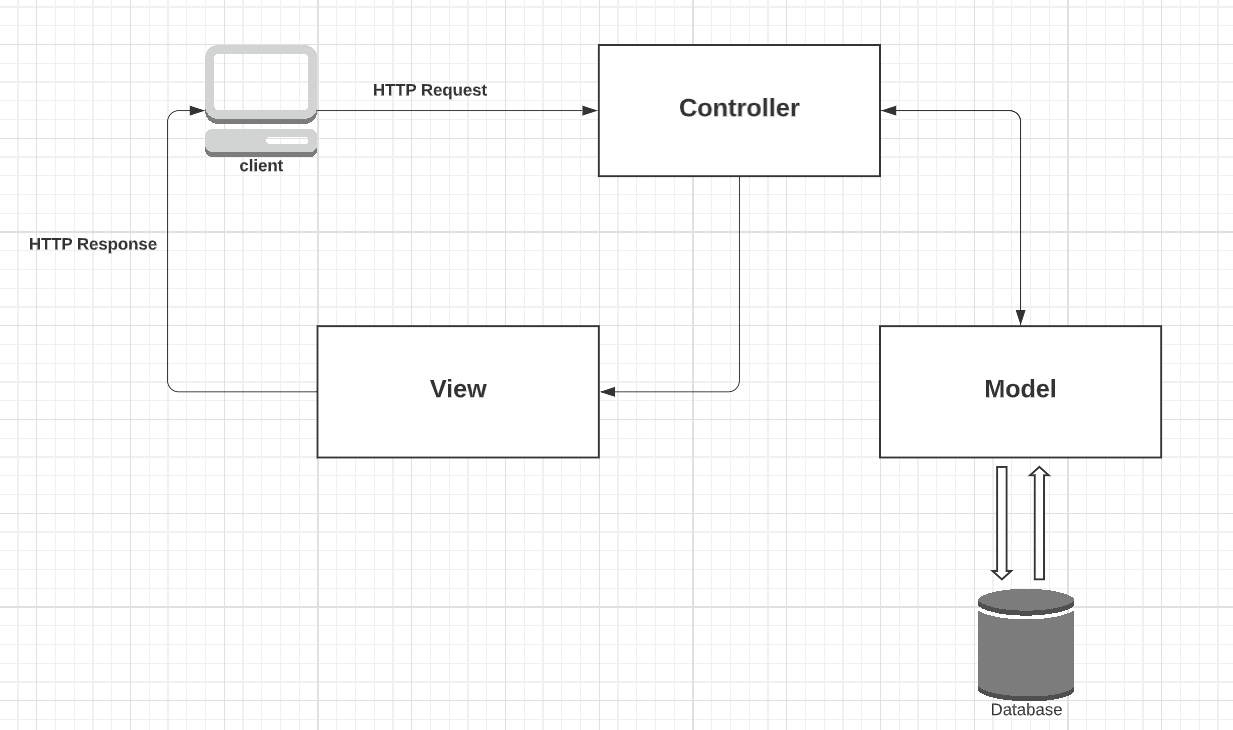 HTTP Request
Controller
client
HTTP Response
View
Model
Database